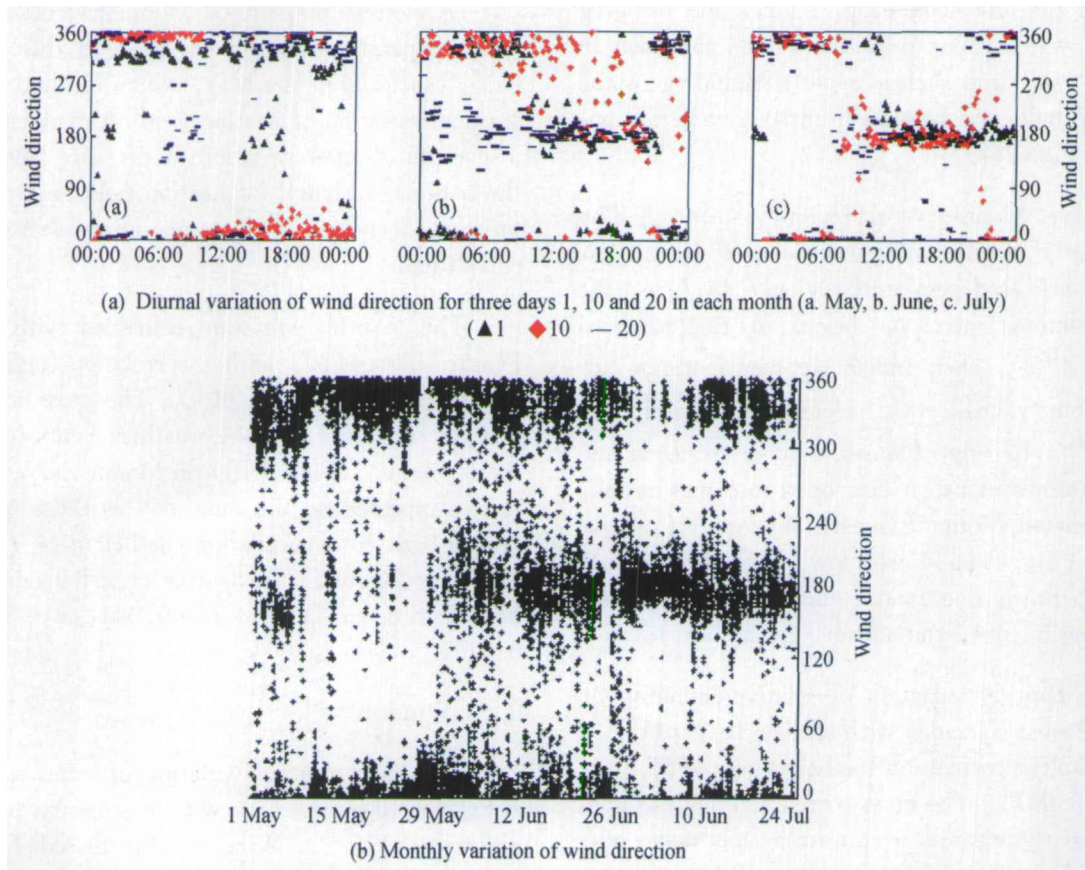 360
270
180
90
0
Wind direction
(a)
(b)
(c)
00:00 06:00 12:00 18:00 00:00
00:00 06:00 12:00 18:00 00:00
00:00 06:00 12:00 18:00 00:00
360
270
180
90
0
Wind direction
(a) Diurnal variation of wind direction for three days 1, 10 and 20 in each month (a. May, b. June, c. July)
▲1 ◆10 20)
360
300
240
180
120
60
0
Wind direction
1 May 15 May 29 May 12 Jun 26 Jun 10 Jun 24 Jul
(b) Monthly variation of wind direction